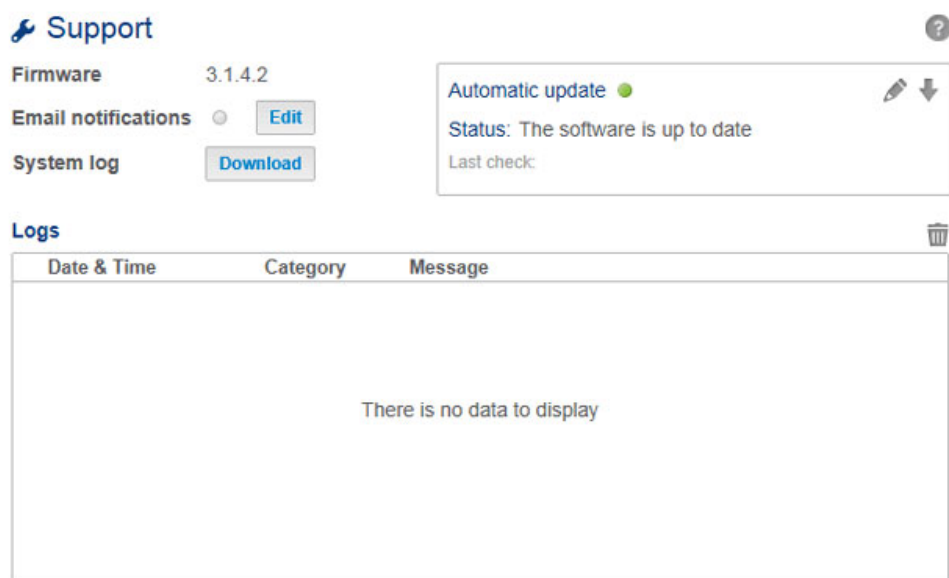 Support
?
Firmware 3.1.4.2
Email notifications Edit
System log Download
Automatic update
Status: The software is up to date
Last check:
Logs
Date & Time Category Message
There is no data to display